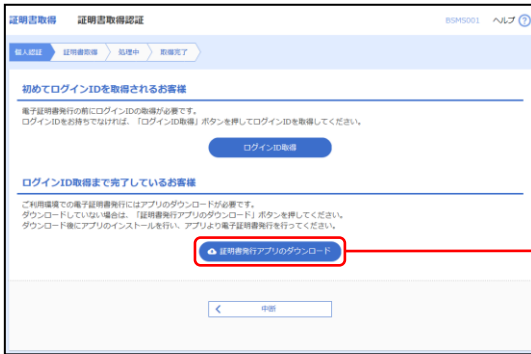 証明書取得 証明書取得認証 BSMS001 ヘルプ ?
個人認証 証明書取得 処理中 取得完了
初めてログインIDを取得されるお客様
電子証明書発行の前にログインIDの取得が必要です。
ログインIDをお持ちでなければ、「ログインID取得」ボタンを押してログインIDを取得してください。
ログインID取得
ログインID取得まで完了しているお客様
ご利用環境での電子証明書発行にはアプリのダウンロードが必要です。
ダウンロードしていない場合は、「証明書発行アプリのダウンロード」ボタンを押してください。
ダウンロード後にアプリのインストールを行い、アプリより電子証明書発行を行ってください。
証明書発行アプリのダウンロード
中断